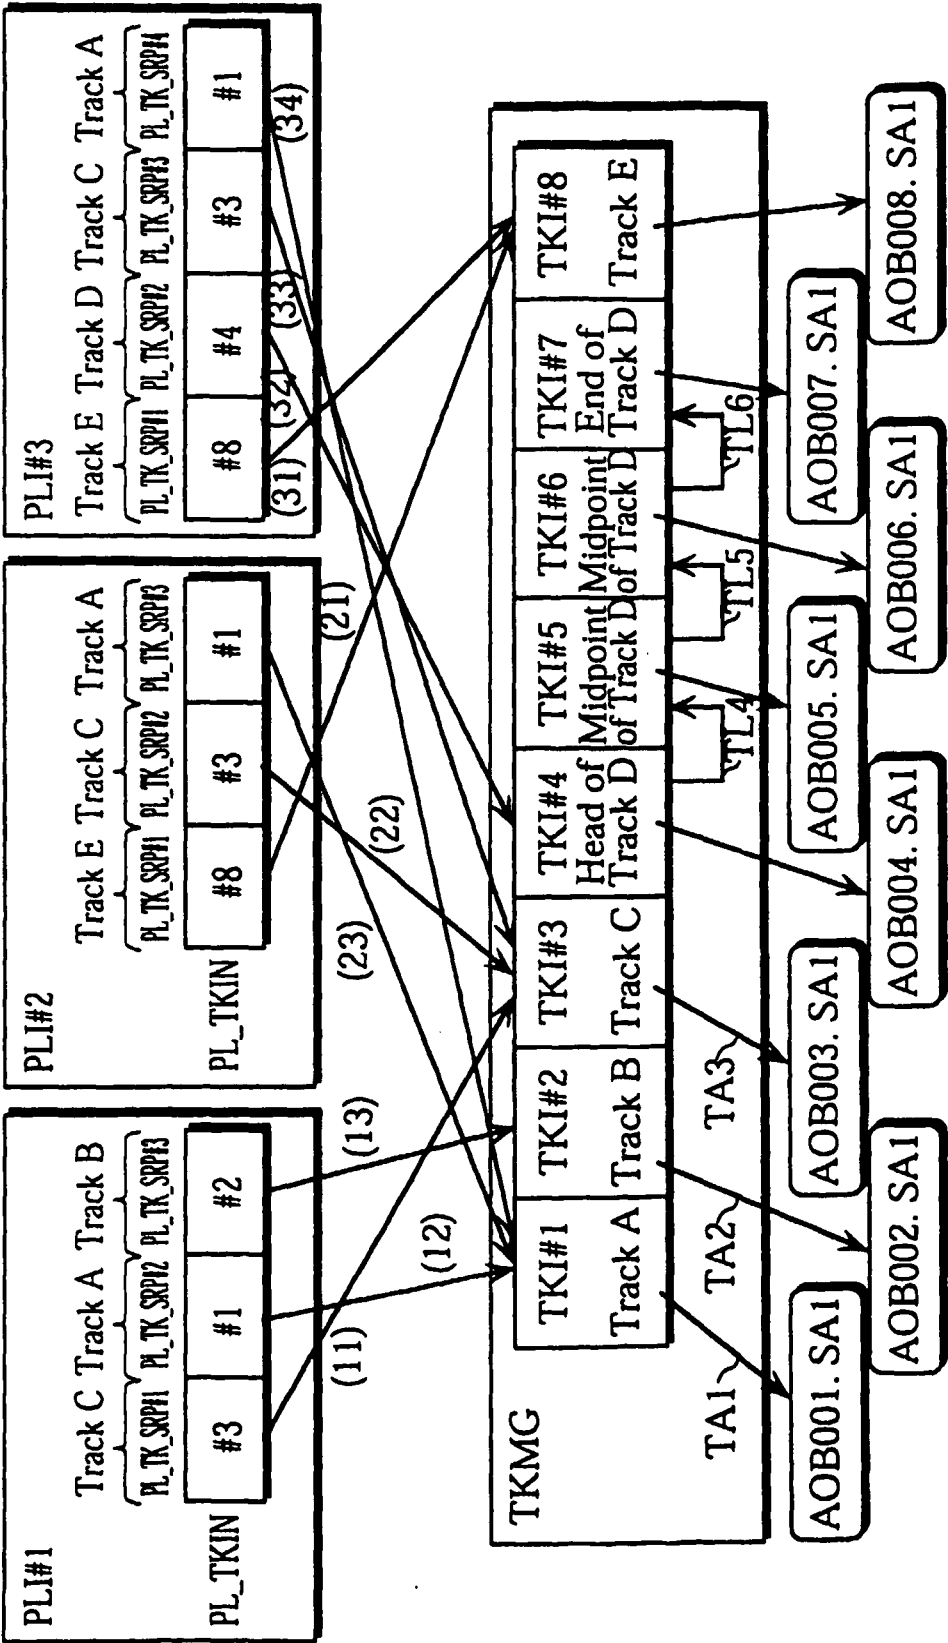 PLI#1
Track C Track A Track B
PL_TK_SRP#1 PL_TK_SRP#2 PL_TK_SRP#3
PL_TKIN
#3 #1 #2
PLI#2
Track E Track C Track A
PL_TK_SRP#1 PL_TK_SRP#2 PL_TK_SRP#3
PL_TKIN
#8 #3 #1
PLI#3
Track E Track D Track C Track A
PL_TK_SRP#1 PL_TK_SRP#2 PL_TK_SRP#3 PL_TK_SRP#4
#8 #4 #3 #1
(11)
(12)
(13)
(23)
(22)
(21)
(31)
(32)
(33)
(34)
TKMG
TKI#1
Track A
TKI#2
Track B
TKI#3
Track C
TKI#4
Head of
Track D
TKI#5
Midpoint
of Track D
TKI#6
Midpoint
of Track D
TKI#7
End of
Track D
TKI#8
Track E
TA1
TA2
TA3
TL4
TL5
TL6
AOB001. SA1
AOB002. SA1
AOB003. SA1
AOB004. SA1
AOB005. SA1
AOB006. SA1
AOB007. SA1
AOB008. SA1